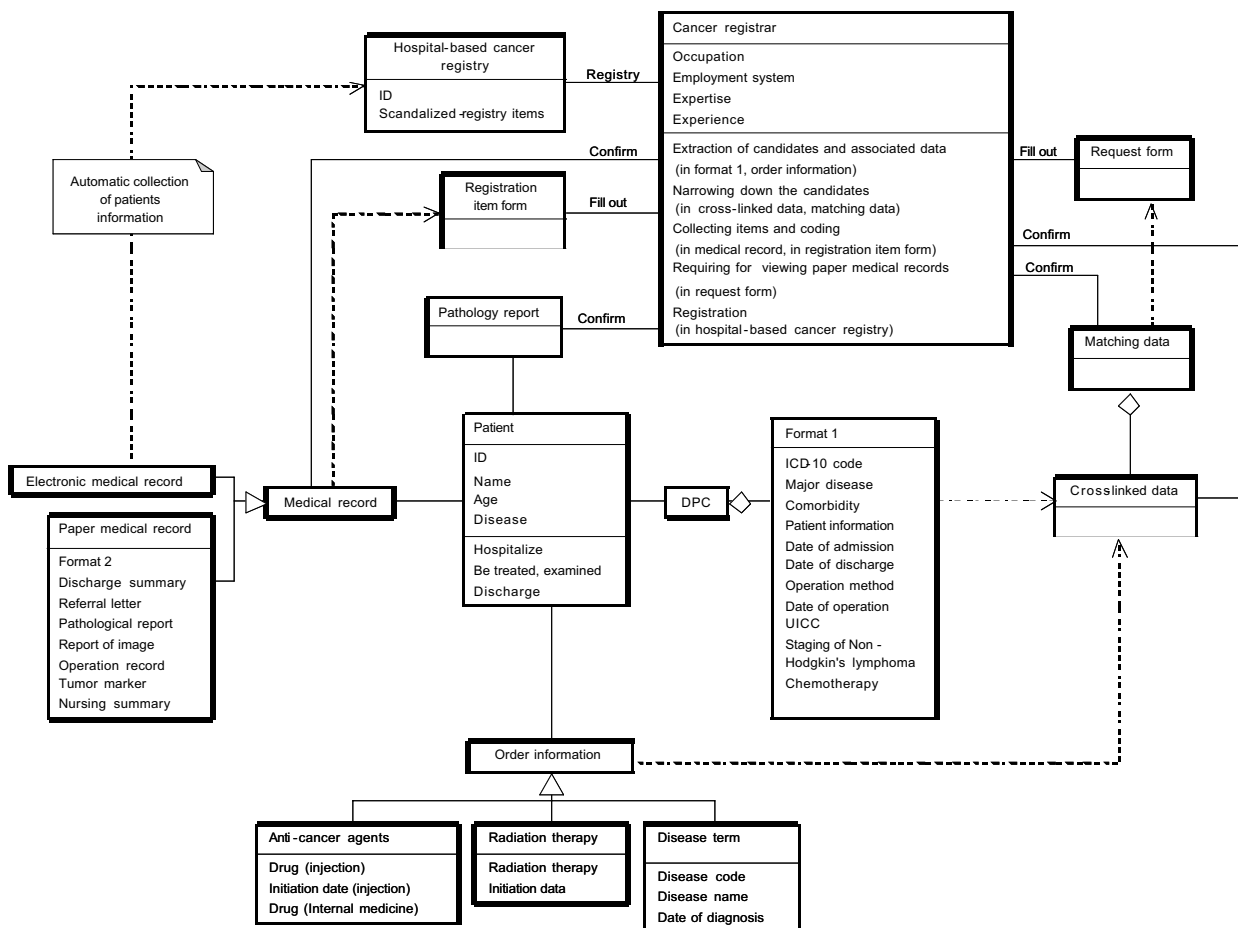 Cancer registrar
Occupation
Employment system
Expertise
Experience
Extraction of candidates and associated data
(in format 1, order information)
Narrowing down the candidates
(in cross-linked data, matching data)
Collecting items and coding
(in medical record, in registration item form)
Requiring for viewing paper medical records
(in request form)
Registration
(in hospital-based cancer registry)
Hospital-based cancer
registry
ID
Scandalized-registry items
Registry
Confirm
Fill out
Request form
Automatic collection
of patients
information
Registration
item form
Fill out
Confirm
Confirm
Pathology report
Confirm
Matching data
Patient
ID
Name
Age
Disease
Hospitalize
Be treated, examined
Discharge
Format 1
ICD-10 code
Major disease
Comorbidity
Patient information
Date of admission
Date of discharge
Operation method
Date of operation
UICC
Staging of Non-
Hodgkin's lymphoma
Chemotherapy
Electronic medical record
Medical record
DPC
Crosslinked data
Paper medical record
Format 2
Discharge summary
Referral letter
Pathological report
Report of image
Operation record
Tumor marker
Nursing summary
Order information
Anti-cancer agents
Drug (injection)
Initiation date (injection)
Drug (Internal medicine)
Radiation therapy
Radiation therapy
Initiation data
Disease term
Disease code
Disease name
Date of diagnosis